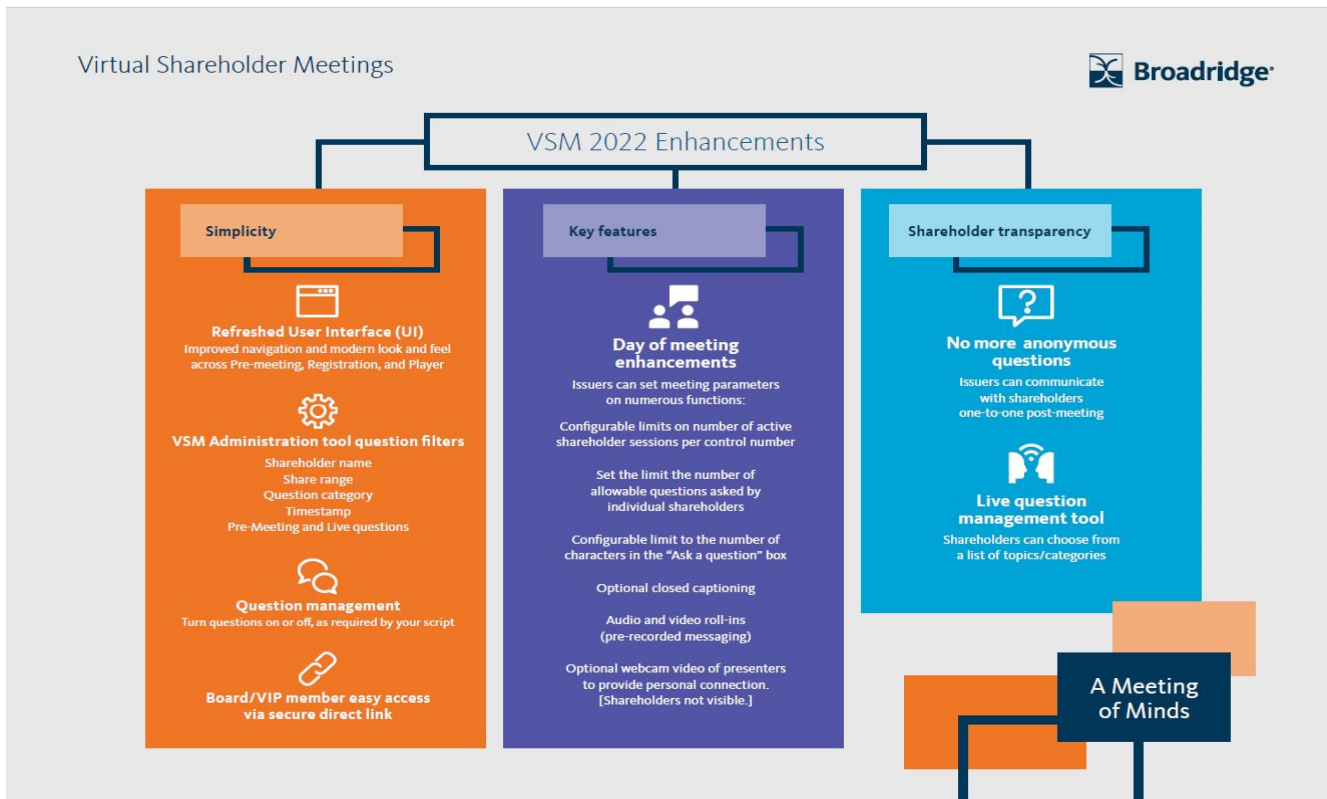 Virtual Shareholder Meetings
Broadridge®
VSM 2022 Enhancements
Simplicity
Refreshed User Interface (UI)
Improved navigation and modern look and feel
across Pre-meeting, Registration, and Player
VSM Administration tool question filters
Shareholder name
Share range
Question category
Timestamp
Pre-Meeting and Live questions
Question management
Turn questions on or off, as required by your script
Board/VIP member easy access
via secure direct link
Key features
Day of meeting
enhancements
Issuers can set meeting parameters
on numerous functions:
Configurable limits on number of active
shareholder sessions per control number
Set the limit the number of
allowable questions asked by
individual shareholders
Configurable limit to the number of
characters in the “Ask a question” box
Optional closed captioning
Audio and video roll-ins
(pre-recorded messaging)
Optional webcam video of presenters
to provide personal connection.
[Shareholders not visible.]
Shareholder transparency
?
No more anonymous
questions
Issuers can communicate
with shareholders
one-to-one post-meeting
Live question
management tool
Shareholders can choose from
a list of topics/categories
A Meeting
of Minds